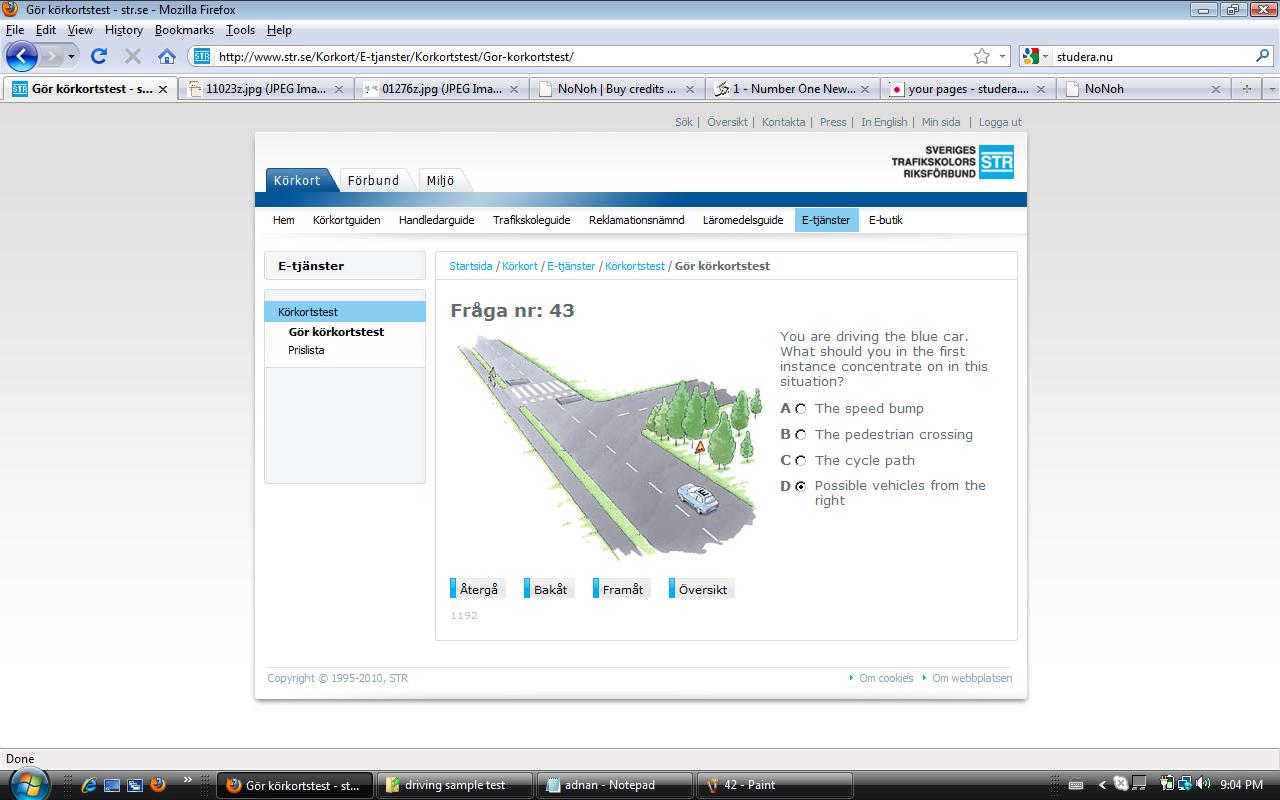 Gör körkortstest - str.se - Mozilla Firefox
File Edit View History Bookmarks Tools Help
STR http://www.str.se/Korkort/E-tjanster/Korkortstest/Gor-korkortstest/ studera.nu
STR Gör körkortstest - s... 11023z.jpg (JPEG Ima... 01276z.jpg (JPEG Ima... NoNoh | Buy credits ... 1 - Number One New... your pages - studera.... NoNoh
Sök | Översikt | Kontakta | Press | In English | Min sida | Logga ut
SVERIGES
TRAFIKSKOLORS STR
RIKSFÖRBUND
Körkort Förbund Miljö
Hem Körkortguiden Handledarguide Trafikskoleguide Reklamationsnämnd Läromedelsguide E-tjänster E-butik
E-tjänster
Körkortstest
Gör körkortstest
Prislista
Startsida / Körkort / E-tjänster / Körkortstest / Gör körkortstest
Fråga nr: 43
You are driving the blue car.
What should you in the first
instance concentrate on in this
situation?
A The speed bump
B The pedestrian crossing
C The cycle path
D Possible vehicles from the
right
Återgå Bakåt Framåt Översikt
1192
Copyright © 1995-2010, STR Om cookies Om webbplatsen
Done
Gör körkortstest - st... driving sample test adnan - Notepad 42 - Paint 9:04 PM